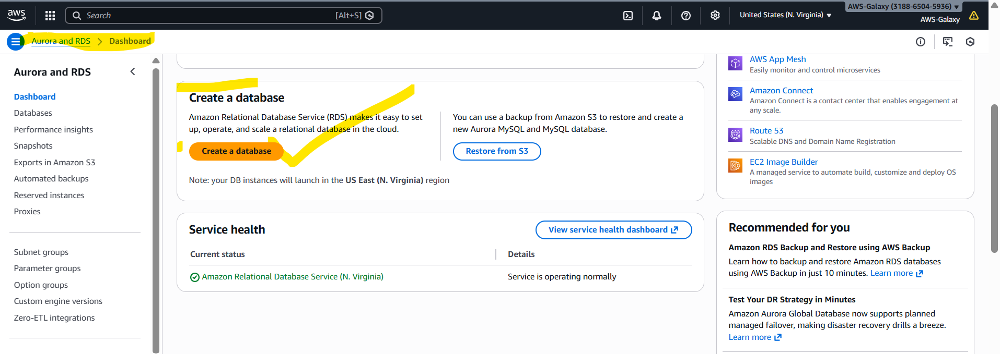 aws
Search [Alt+S]
United States (N. Virginia)
AWS-Galaxy (3188-6504-5936)
AWS-Galaxy
Aurora and RDS > Dashboard
Aurora and RDS
Dashboard
Databases
Performance insights
Snapshots
Exports in Amazon S3
Automated backups
Reserved instances
Proxies
Subnet groups
Parameter groups
Option groups
Custom engine versions
Zero-ETL integrations
Create a database
Amazon Relational Database Service (RDS) makes it easy to set
up, operate, and scale a relational database in the cloud.
Create a database
You can use a backup from Amazon S3 to restore and create a
new Aurora MySQL and MySQL database.
Restore from S3
Note: your DB instances will launch in the US East (N. Virginia) region
Service health
View service health dashboard
Current status
Details
Amazon Relational Database Service (N. Virginia)
Service is operating normally
AWS App Mesh
Easily monitor and control microservices
Amazon Connect
Amazon Connect is a contact center that enables engagement at
any scale.
Route 53
Scalable DNS and Domain Name Registration
EC2 Image Builder
A managed service to automate build, customize and deploy OS
images
Recommended for you
Amazon RDS Backup and Restore using AWS Backup
Learn how to backup and restore Amazon RDS databases
using AWS Backup in just 10 minutes. Learn more
Test Your DR Strategy in Minutes
Amazon Aurora Global Database now supports planned
managed failover, making disaster recovery drills a breeze.
Learn more